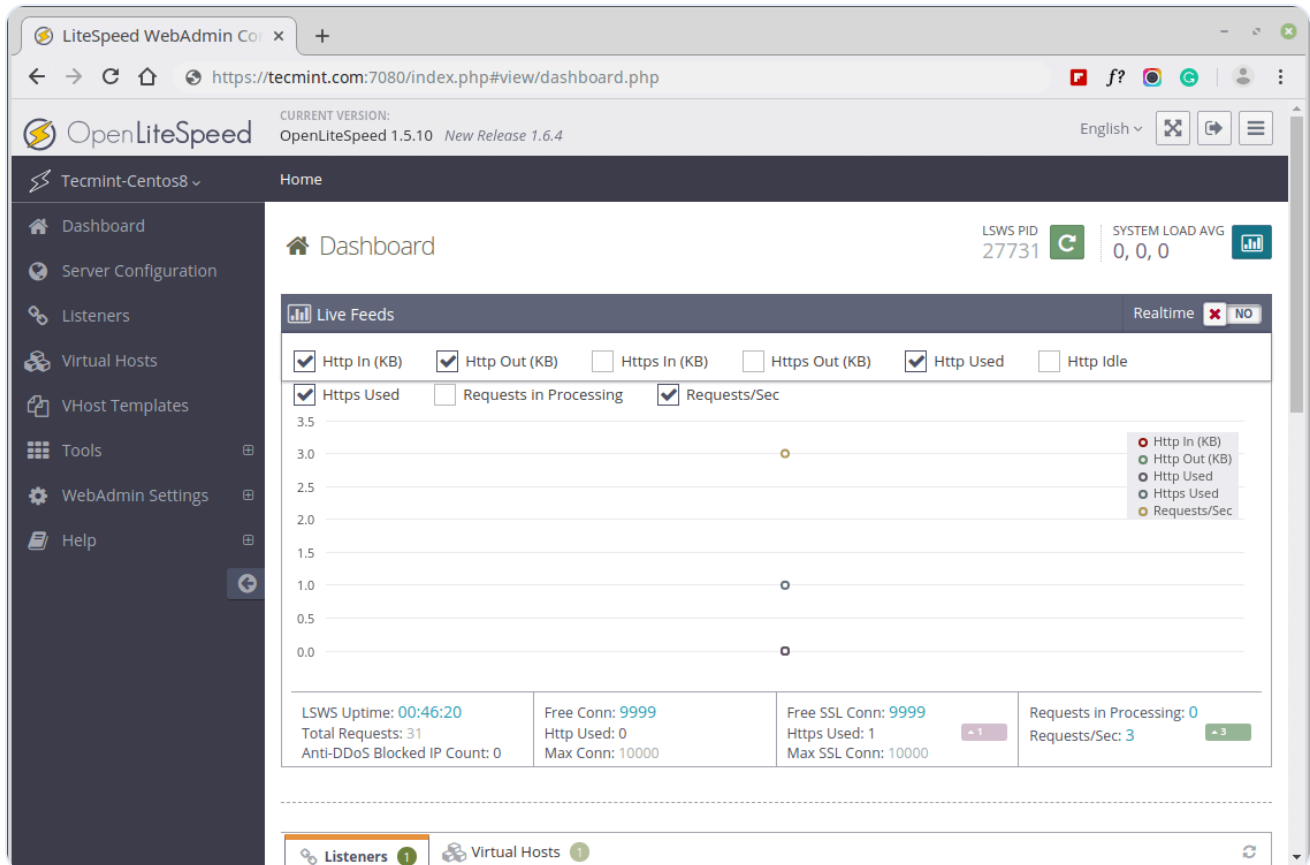 LiteSpeed WebAdmin Cor
https://tecmint.com:7080/index.php#view/dashboard.php
f?
OpenLiteSpeed
CURRENT VERSION:
OpenLiteSpeed 1.5.10 New Release 1.6.4
English
Tecmint-Centos8
Home
Dashboard
Server Configuration
Listeners
Virtual Hosts
VHost Templates
Tools
WebAdmin Settings
Help
Dashboard
LSWS PID
27731
SYSTEM LOAD AVG
0, 0, 0
Live Feeds
Realtime NO
Http In (KB) Http Out (KB) Https In (KB) Https Out (KB) Http Used Http Idle
Https Used Requests in Processing Requests/Sec
3.5
3.0
2.5
2.0
1.5
1.0
0.5
0.0
Http In (KB)
Http Out (KB)
Http Used
Https Used
Requests/Sec
LSWS Uptime: 00:46:20
Total Requests: 31
Anti-DDoS Blocked IP Count: 0
Free Conn: 9999
Http Used: 0
Max Conn: 10000
Free SSL Conn: 9999
Https Used: 1
1
Max SSL Conn: 10000
Requests in Processing: 0
Requests/Sec: 3
3
Listeners 1
Virtual Hosts 1